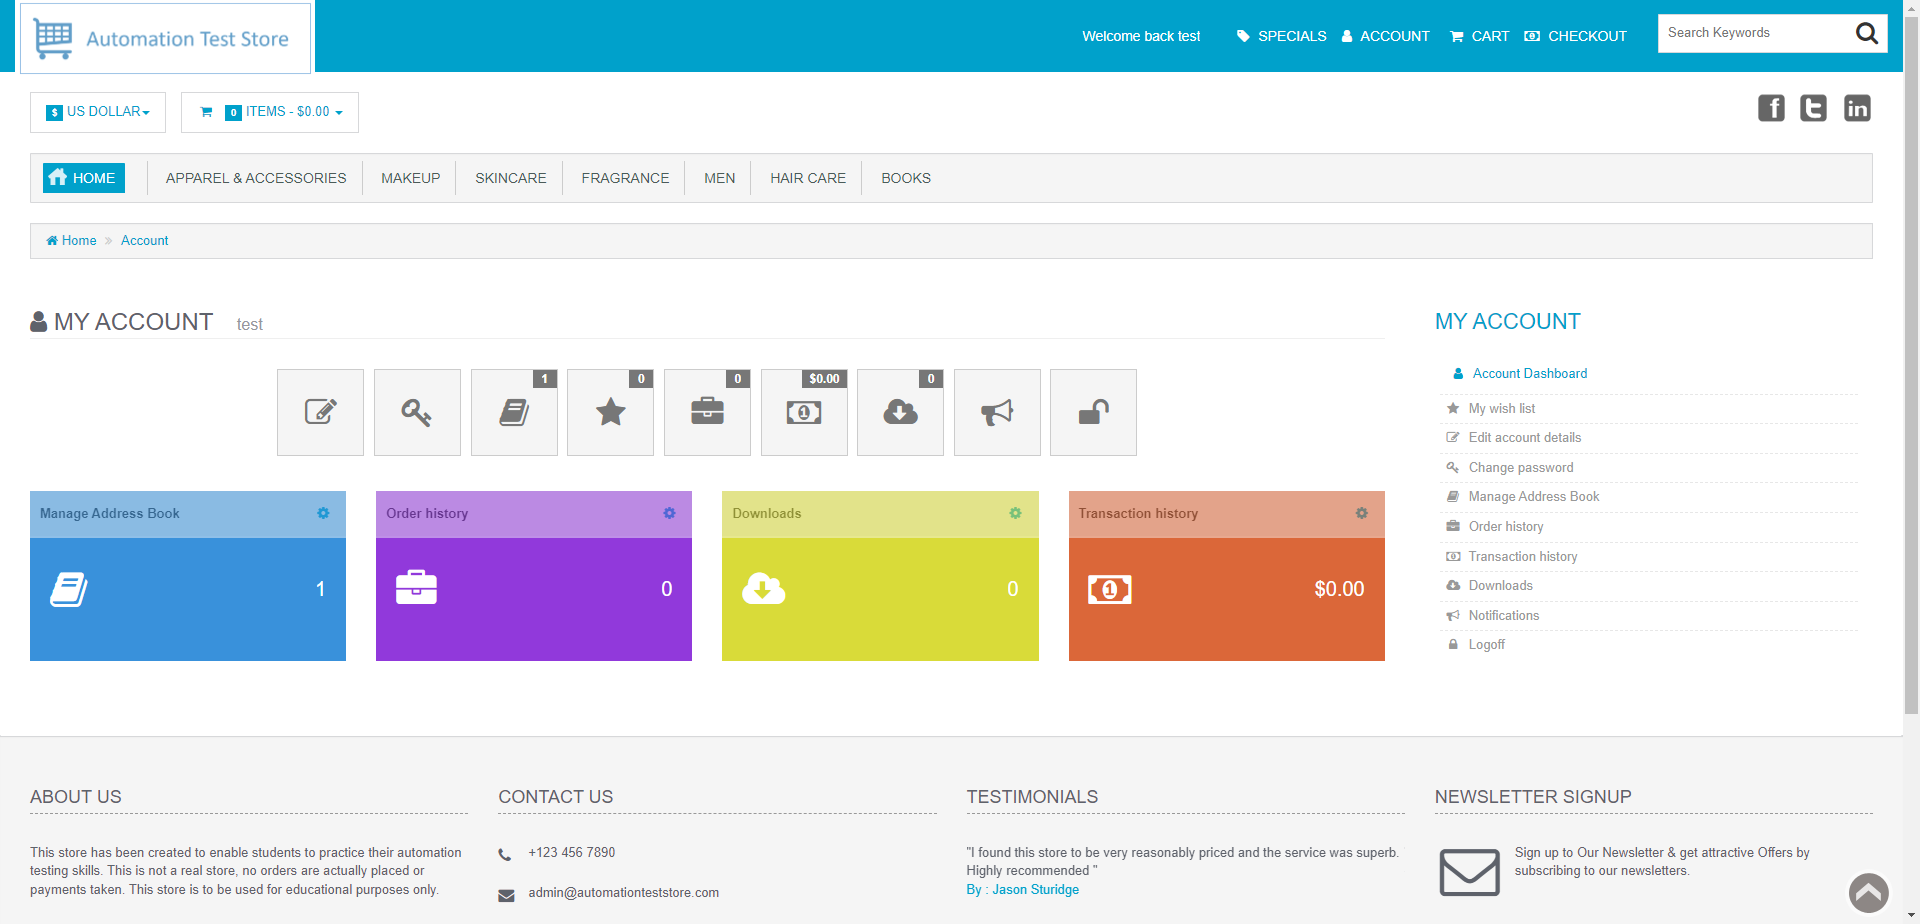 Automation Test Store
Welcome back test
SPECIALS
ACCOUNT
CART
CHECKOUT
Search Keywords
$ US DOLLAR
0 ITEMS - $0.00
f
t
in
HOME
APPAREL & ACCESSORIES
MAKEUP
SKINCARE
FRAGRANCE
MEN
HAIR CARE
BOOKS
Home » Account
MY ACCOUNT test
1
0
0
$0.00
0
Manage Address Book
1
Order history
0
Downloads
0
Transaction history
$0.00
MY ACCOUNT
Account Dashboard
My wish list
Edit account details
Change password
Manage Address Book
Order history
Transaction history
Downloads
Notifications
Logoff
ABOUT US
This store has been created to enable students to practice their automation
testing skills. This is not a real store, no orders are actually placed or
payments taken. This store is to be used for educational purposes only.
CONTACT US
+123 456 7890
admin@automationteststore.com
TESTIMONIALS
"I found this store to be very reasonably priced and the service was superb.
Highly recommended "
By : Jason Sturidge
NEWSLETTER SIGNUP
Sign up to Our Newsletter & get attractive Offers by
subscribing to our newsletters.